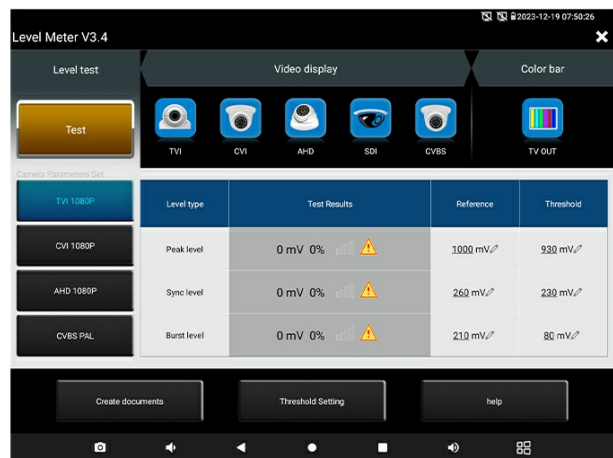 2023-12-19 07:50:26
Level Meter V3.4
Level test
Video display
Color bar
Test
TVI
CVI
AHD
SDI
CVBS
TV OUT
Camera Parameters Set
TVI 1080P
CVI 1080P
AHD 1080P
CVBS PAL
Level type
Test Results
Reference
Threshold
Peak level
0 mV 0%
1000 mV
930 mV
Sync level
0 mV 0%
260 mV
230 mV
Burst level
0 mV 0%
210 mV
80 mV
Create documents
Threshold Setting
help